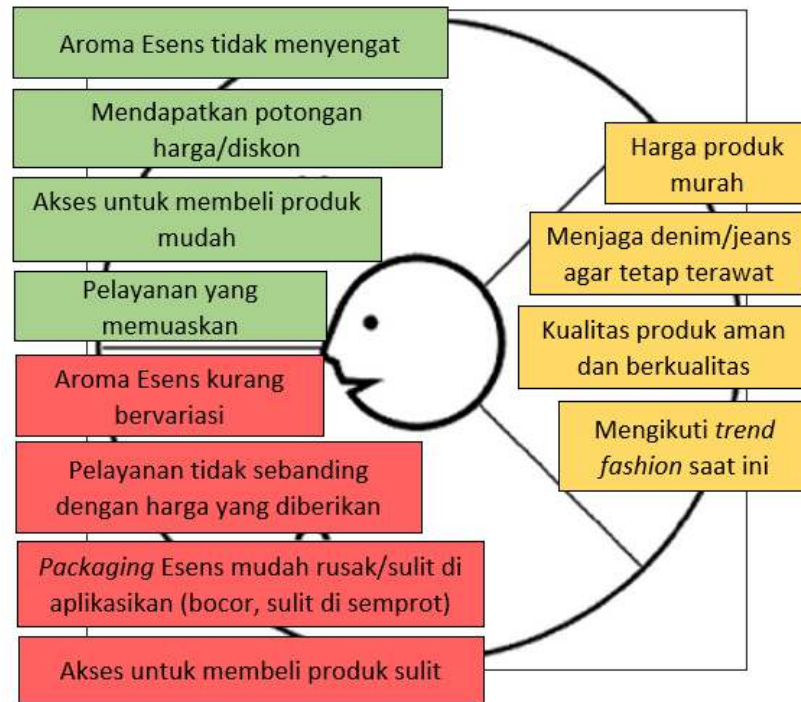 Aroma Esens tidak menyengat
Mendapatkan potongan
harga/diskon
Akses untuk membeli produk
mudah
Pelayanan yang
memuaskan
Aroma Esens kurang
bervariasi
Pelayanan tidak sebanding
dengan harga yang diberikan
Packaging Esens mudah rusak/sulit di
aplikasikan (bocor, sulit di semprot)
Akses untuk membeli produk sulit
Harga produk
murah
Menjaga denim/jeans
agar tetap terawat
Kualitas produk aman
dan berkualitas
Mengikuti trend
fashion saat ini